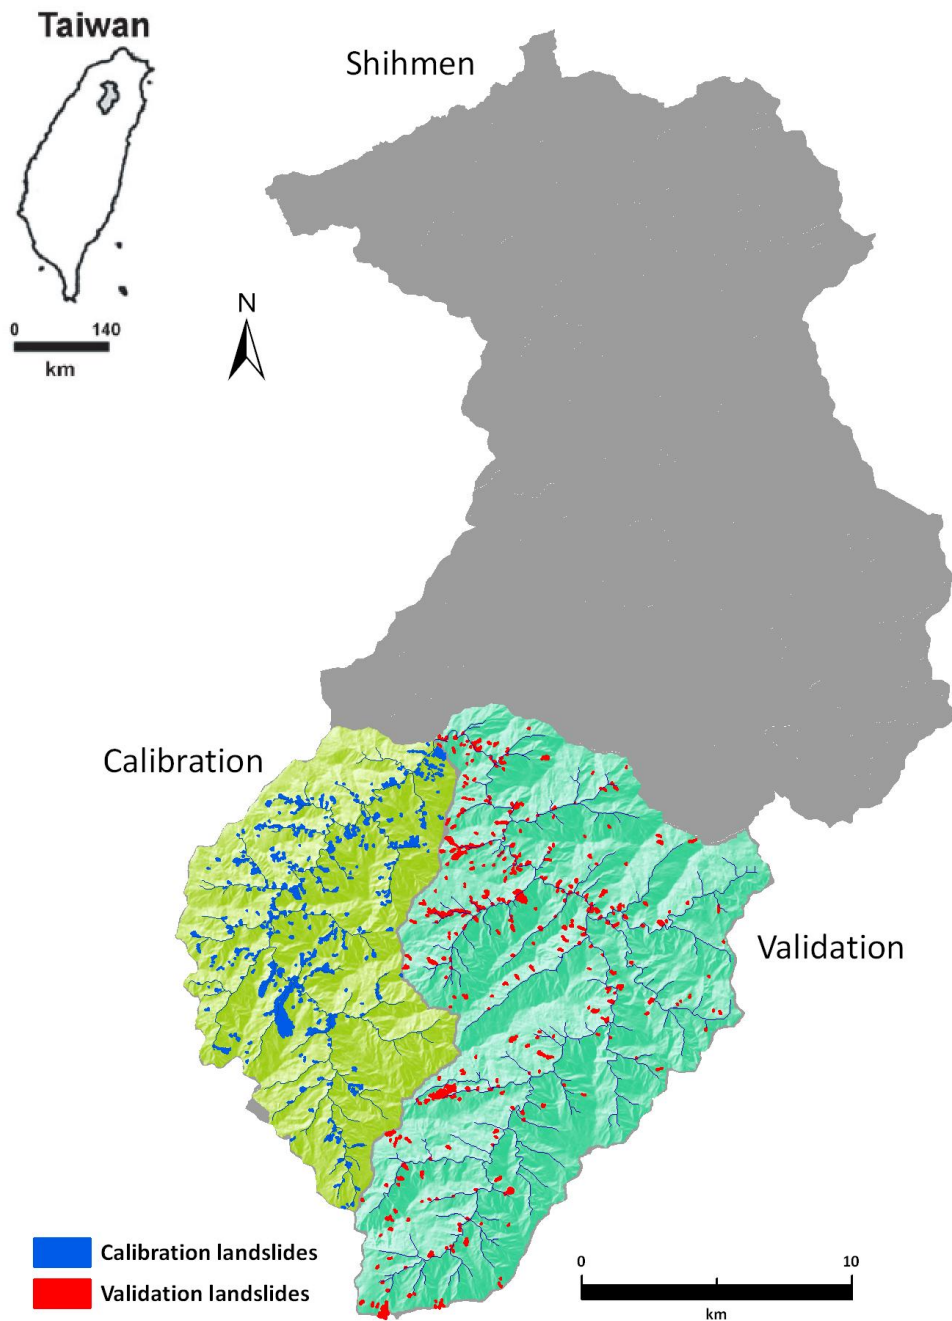 Taiwan
Shihmen
N
0 140
km
Calibration
Validation
Calibration landslides
Validation landslides
0 10
km